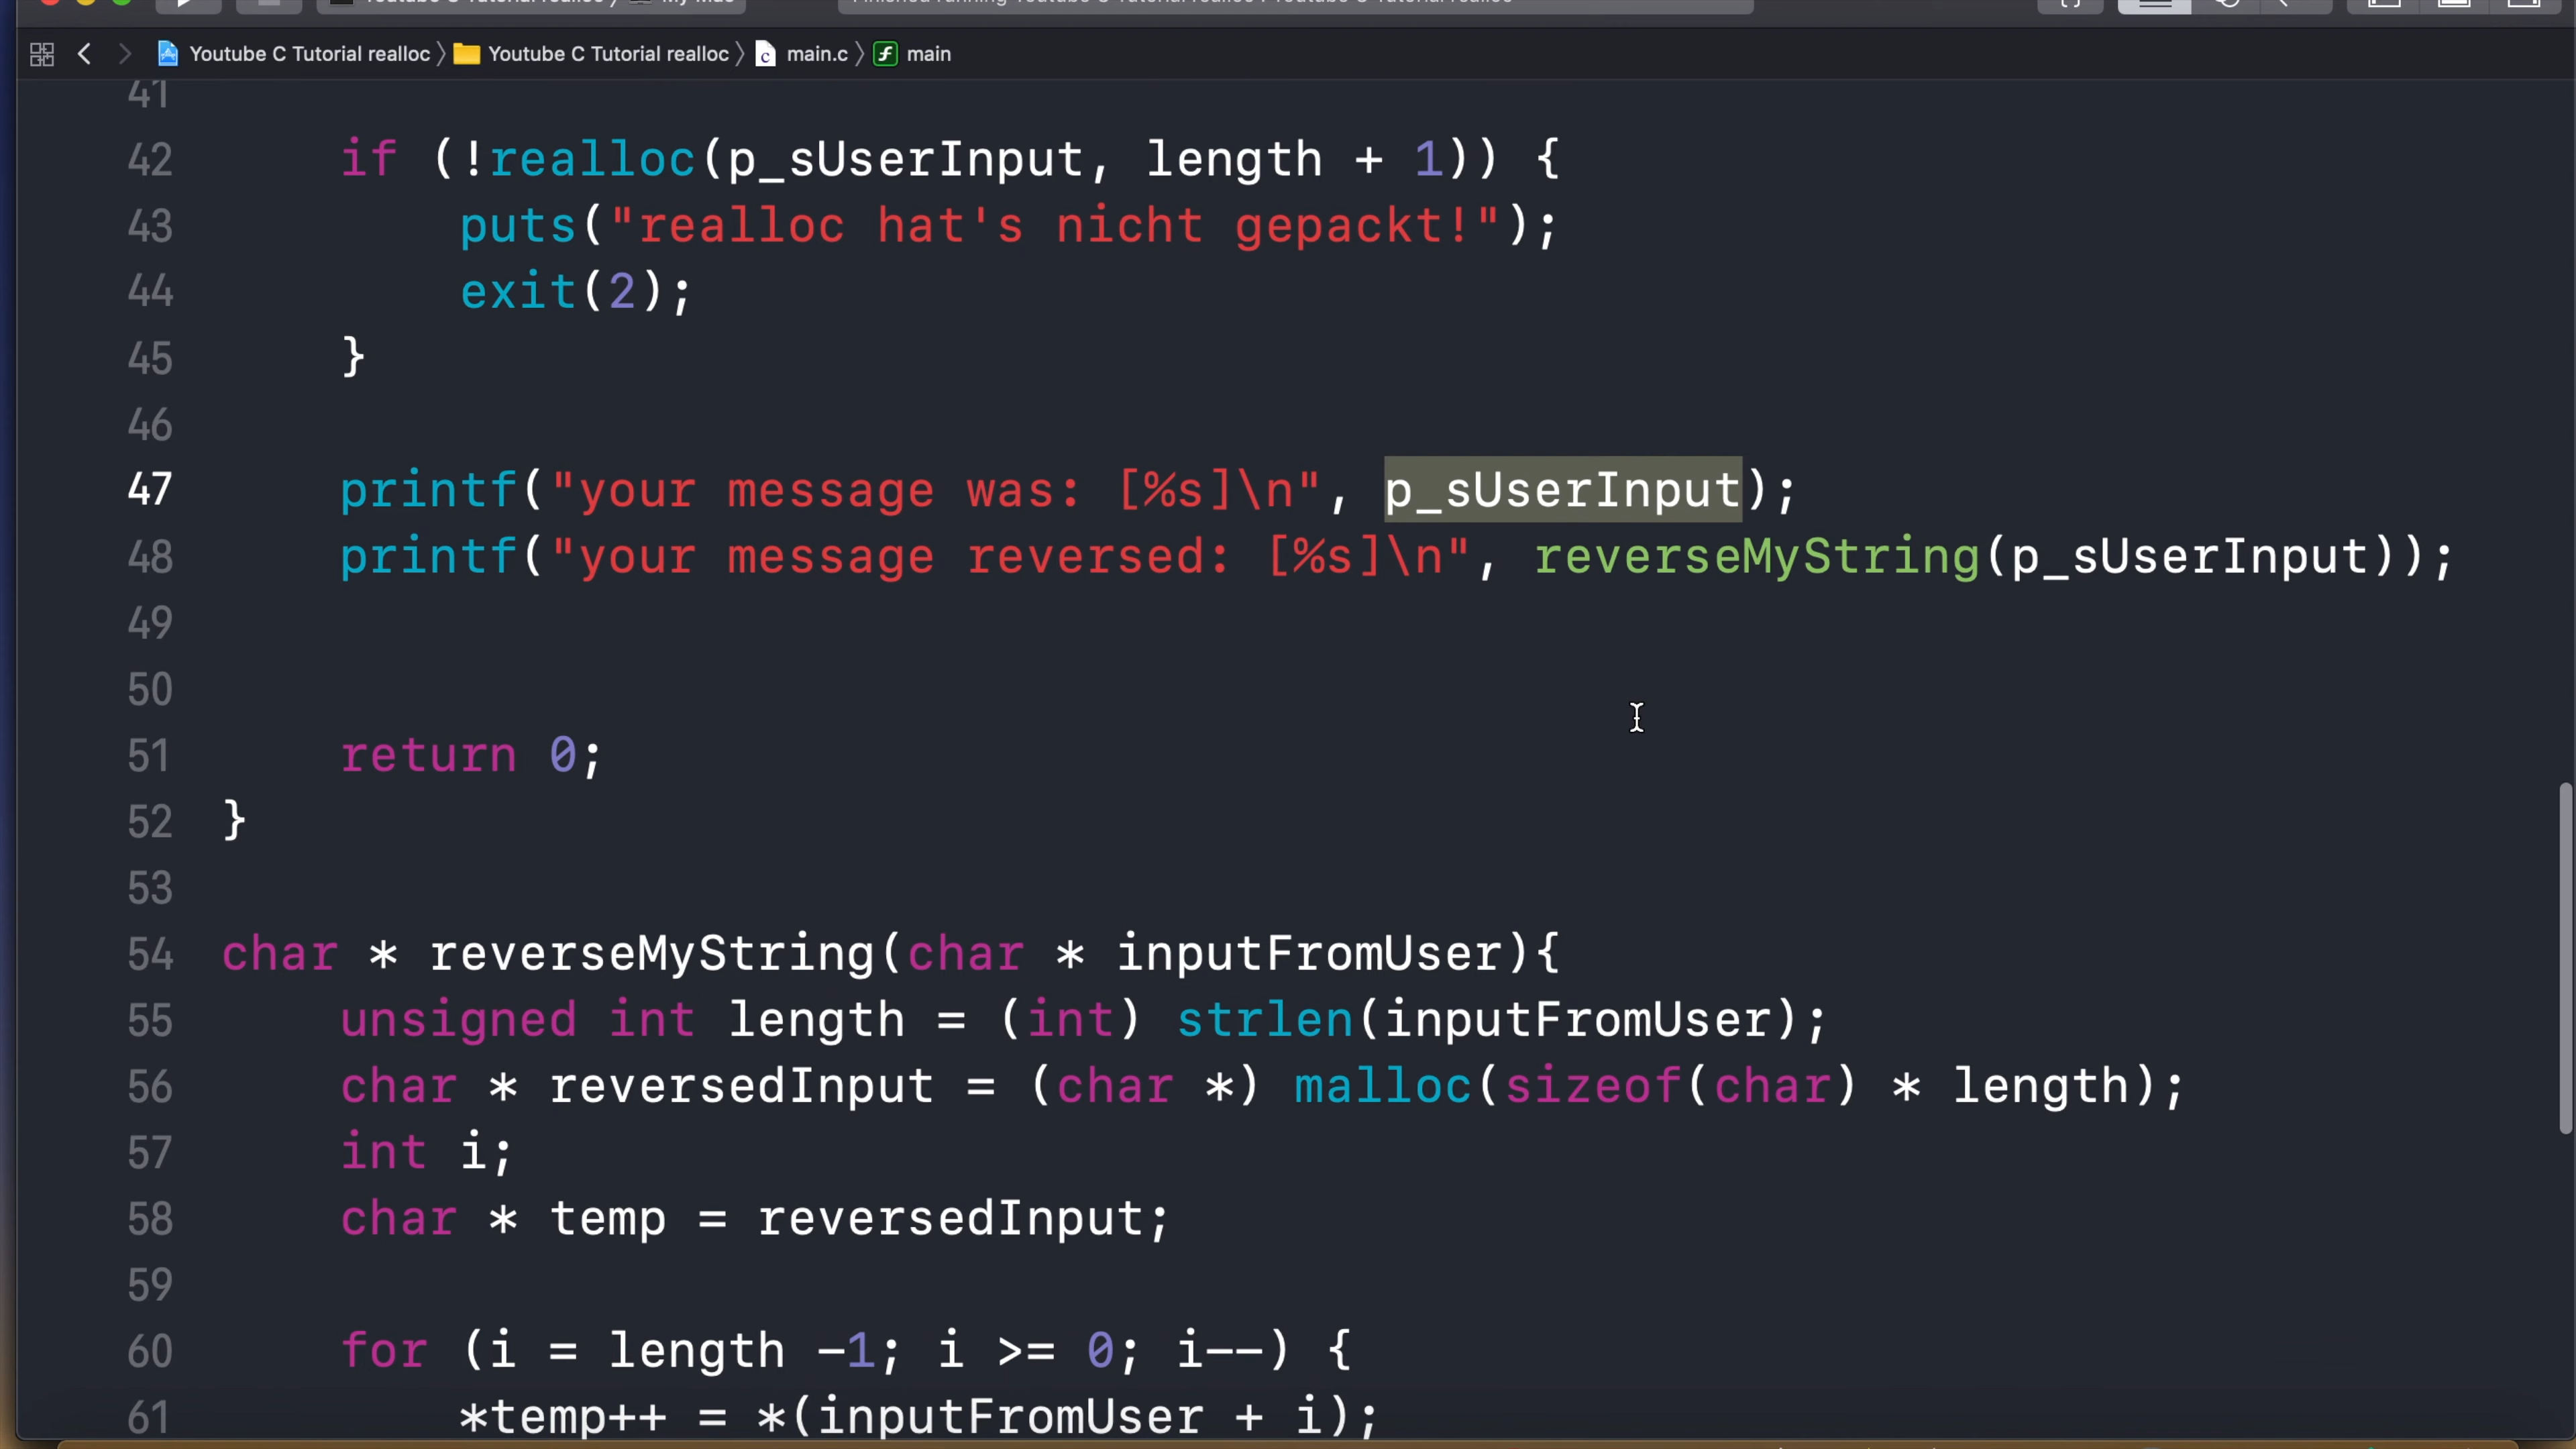 Youtube C Tutorial realloc 〉 Youtube C Tutorial realloc 〉 main.c 〉 main
41
42 if (!realloc(p_sUserInput, length + 1)) {
43 puts("realloc hat's nicht gepackt!");
44 exit(2);
45 }
46
47 printf("your message was: [%s]\n", p_sUserInput);
48 printf("your message reversed: [%s]\n", reverseMyString(p_sUserInput));
49
50
51 return 0;
52 }
53
54 char * reverseMyString(char * inputFromUser){
55 unsigned int length = (int) strlen(inputFromUser);
56 char * reversedInput = (char *) malloc(sizeof(char) * length);
57 int i;
58 char * temp = reversedInput;
59
60 for (i = length -1; i >= 0; i--) {
61 *temp++ = *(inputFromUser + i);